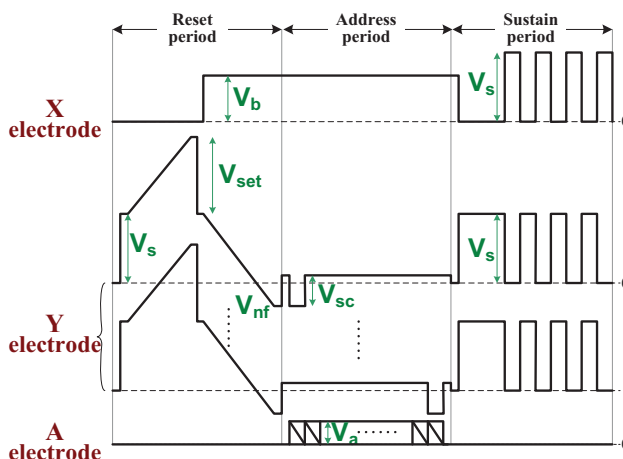 Reset period
Address period
Sustain period
X electrode
Vb
Vs
Vset
Vs
Vs
Vnf
Vsc
Y electrode
Va
A electrode